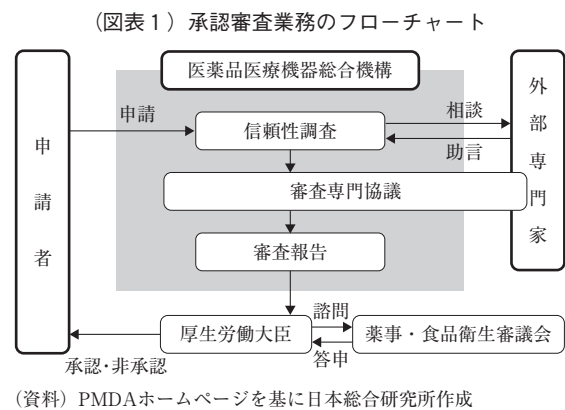 （図表１）承認審査業務のフローチャート
医薬品医療機器総合機構
申請者
外部専門家
申請
信頼性調査
相談
助言
審査専門協議
審査報告
厚生労働大臣
諮問
答申
薬事・食品衛生審議会
承認・非承認
（資料）PMDAホームページを基に日本総合研究所作成